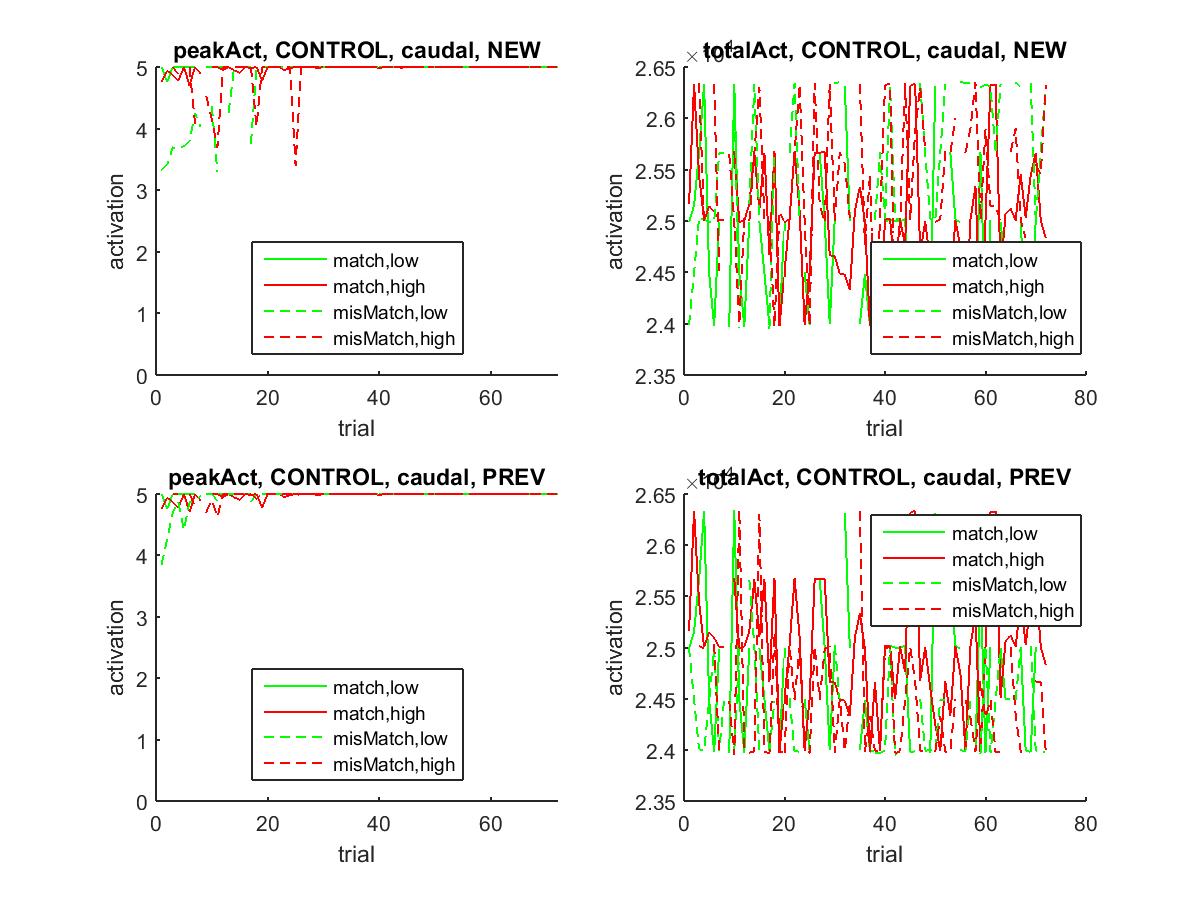 peakAct, CONTROL, caudal, NEW
5
4
3
2
1
0
activation
match,low
match,high
misMatch,low
misMatch,high
0 20 40 60
trial
totalAct, CONTROL, caudal, NEW
2.65
2.6
2.55
2.5
2.45
2.4
2.35
activation
match,low
match,high
misMatch,low
misMatch,high
0 20 40 60 80
trial
peakAct, CONTROL, caudal, PREV
5
4
3
2
1
0
activation
match,low
match,high
misMatch,low
misMatch,high
0 20 40 60
trial
totalAct, CONTROL, caudal, PREV
× 10⁴
2.65
2.6
2.55
2.5
2.45
2.4
2.35
activation
match,low
match,high
misMatch,low
misMatch,high
0 20 40 60 80
trial